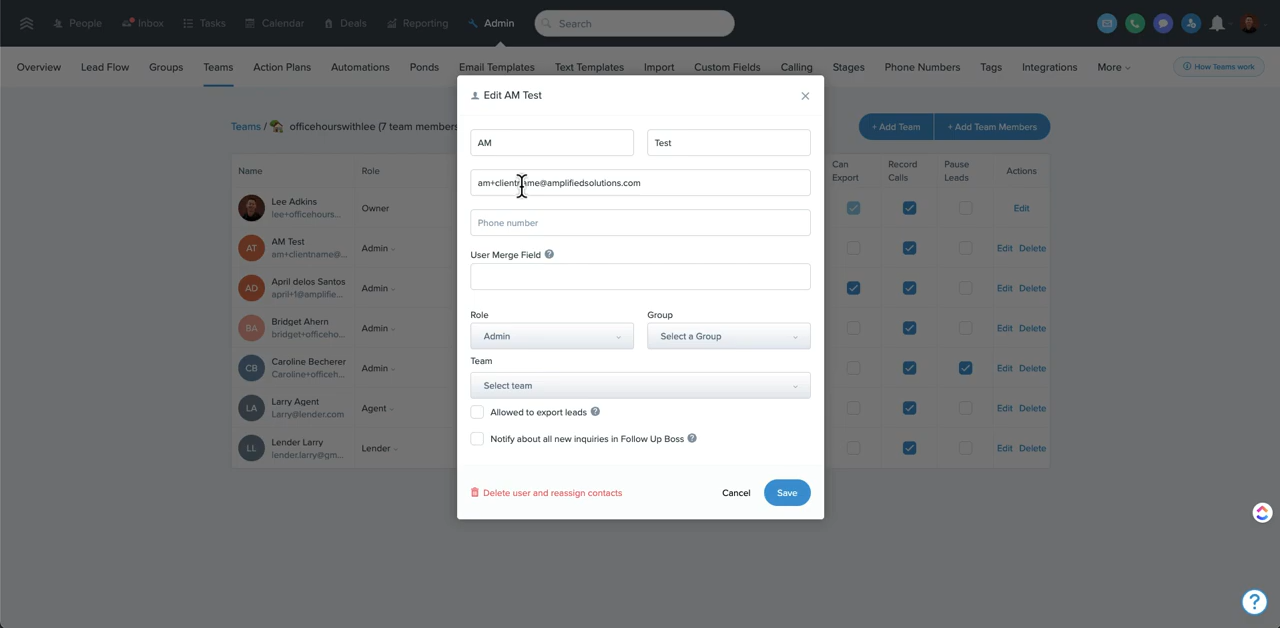 People Inbox Tasks Calendar Deals Reporting Admin Search
Overview Lead Flow Groups Teams Action Plans Automations Ponds Email Templates Text Templates Import Custom Fields Calling Stages Phone Numbers Tags Integrations More How Teams work
Edit AM Test
Teams / officehourswithlee (7 team members
+ Add Team + Add Team Members
AM Test
Name Role Can Export Record Calls Pause Leads Actions
am+clientname@amplifiedsolutions.com
Lee Adkins
lee+officehours... Owner Edit
Phone number
AM Test
am+clientname@... Admin Edit Delete
User Merge Field ?
April delos Santos
april+1@amplifie... Admin Edit Delete
Role Group
Bridget Ahern
bridget+officeho... Admin Edit Delete
Admin Select a Group
Team
Caroline Becherer
Caroline+officeh... Admin Edit Delete
Select team
Larry Agent
Larry@lender.com Agent Edit Delete
Allowed to export leads ?
Notify about all new inquiries in Follow Up Boss ?
Lender Larry
lender.larry@gm... Lender Edit Delete
Delete user and reassign contacts Cancel Save
?